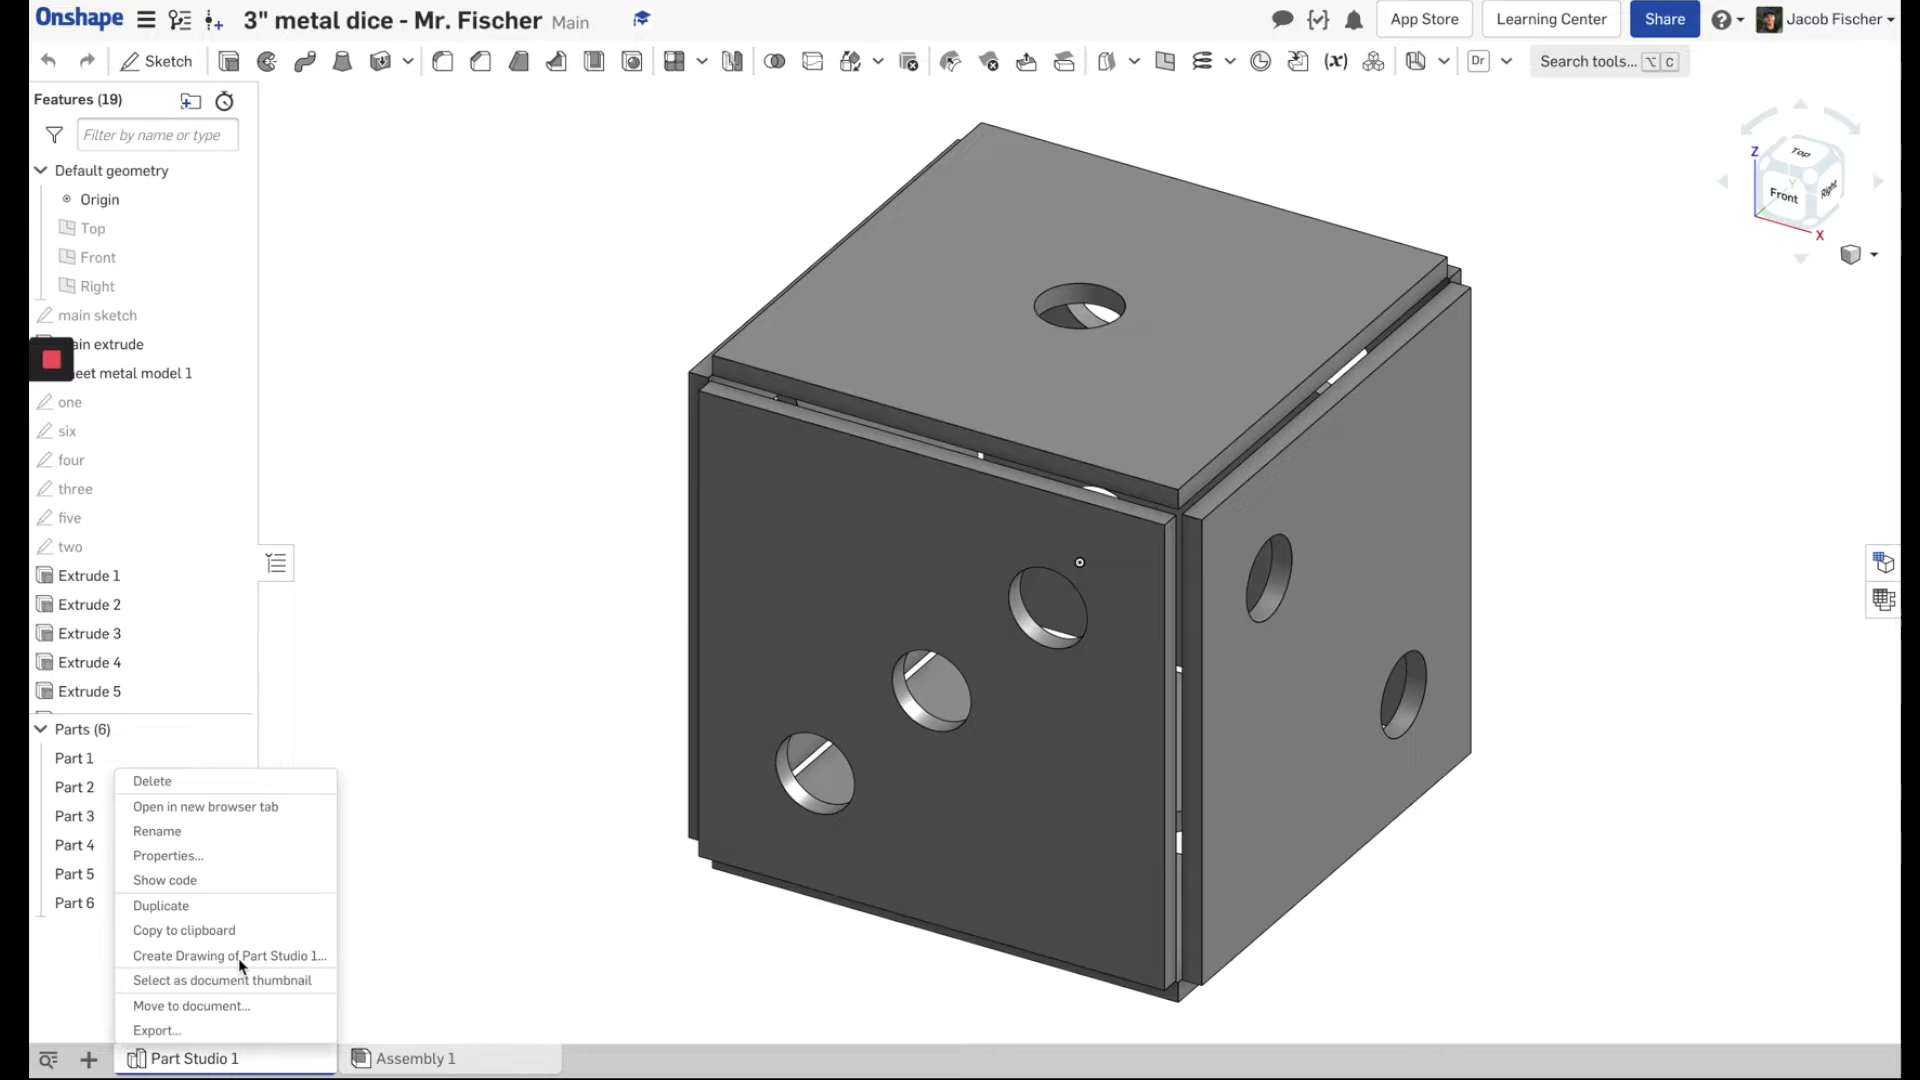 Onshape
3" metal dice - Mr. Fischer Main
App Store
Learning Center
Share
Jacob Fischer
Sketch
Dr
Search tools... ⌥ C
Features (19)
Filter by name or type
Default geometry
Origin
Top
Front
Right
main sketch
ain extrude
eet metal model 1
one
six
four
three
five
two
Extrude 1
Extrude 2
Extrude 3
Extrude 4
Extrude 5
Parts (6)
Part 1
Part 2
Part 3
Part 4
Part 5
Part 6
Delete
Open in new browser tab
Rename
Properties...
Show code
Duplicate
Copy to clipboard
Create Drawing of Part Studio 1...
Select as document thumbnail
Move to document...
Export...
Part Studio 1
Assembly 1
Z
Top
Y
Front
Right
X
(x)